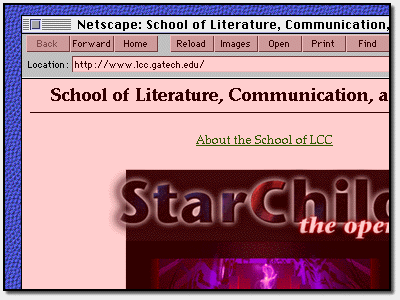 Netscape: School of Literature, Communication,
Back Forward Home Reload Images Open Print Find
Location: http://www.lcc.gatech.edu/
School of Literature, Communication, a
About the School of LCC
StarChild
the ope